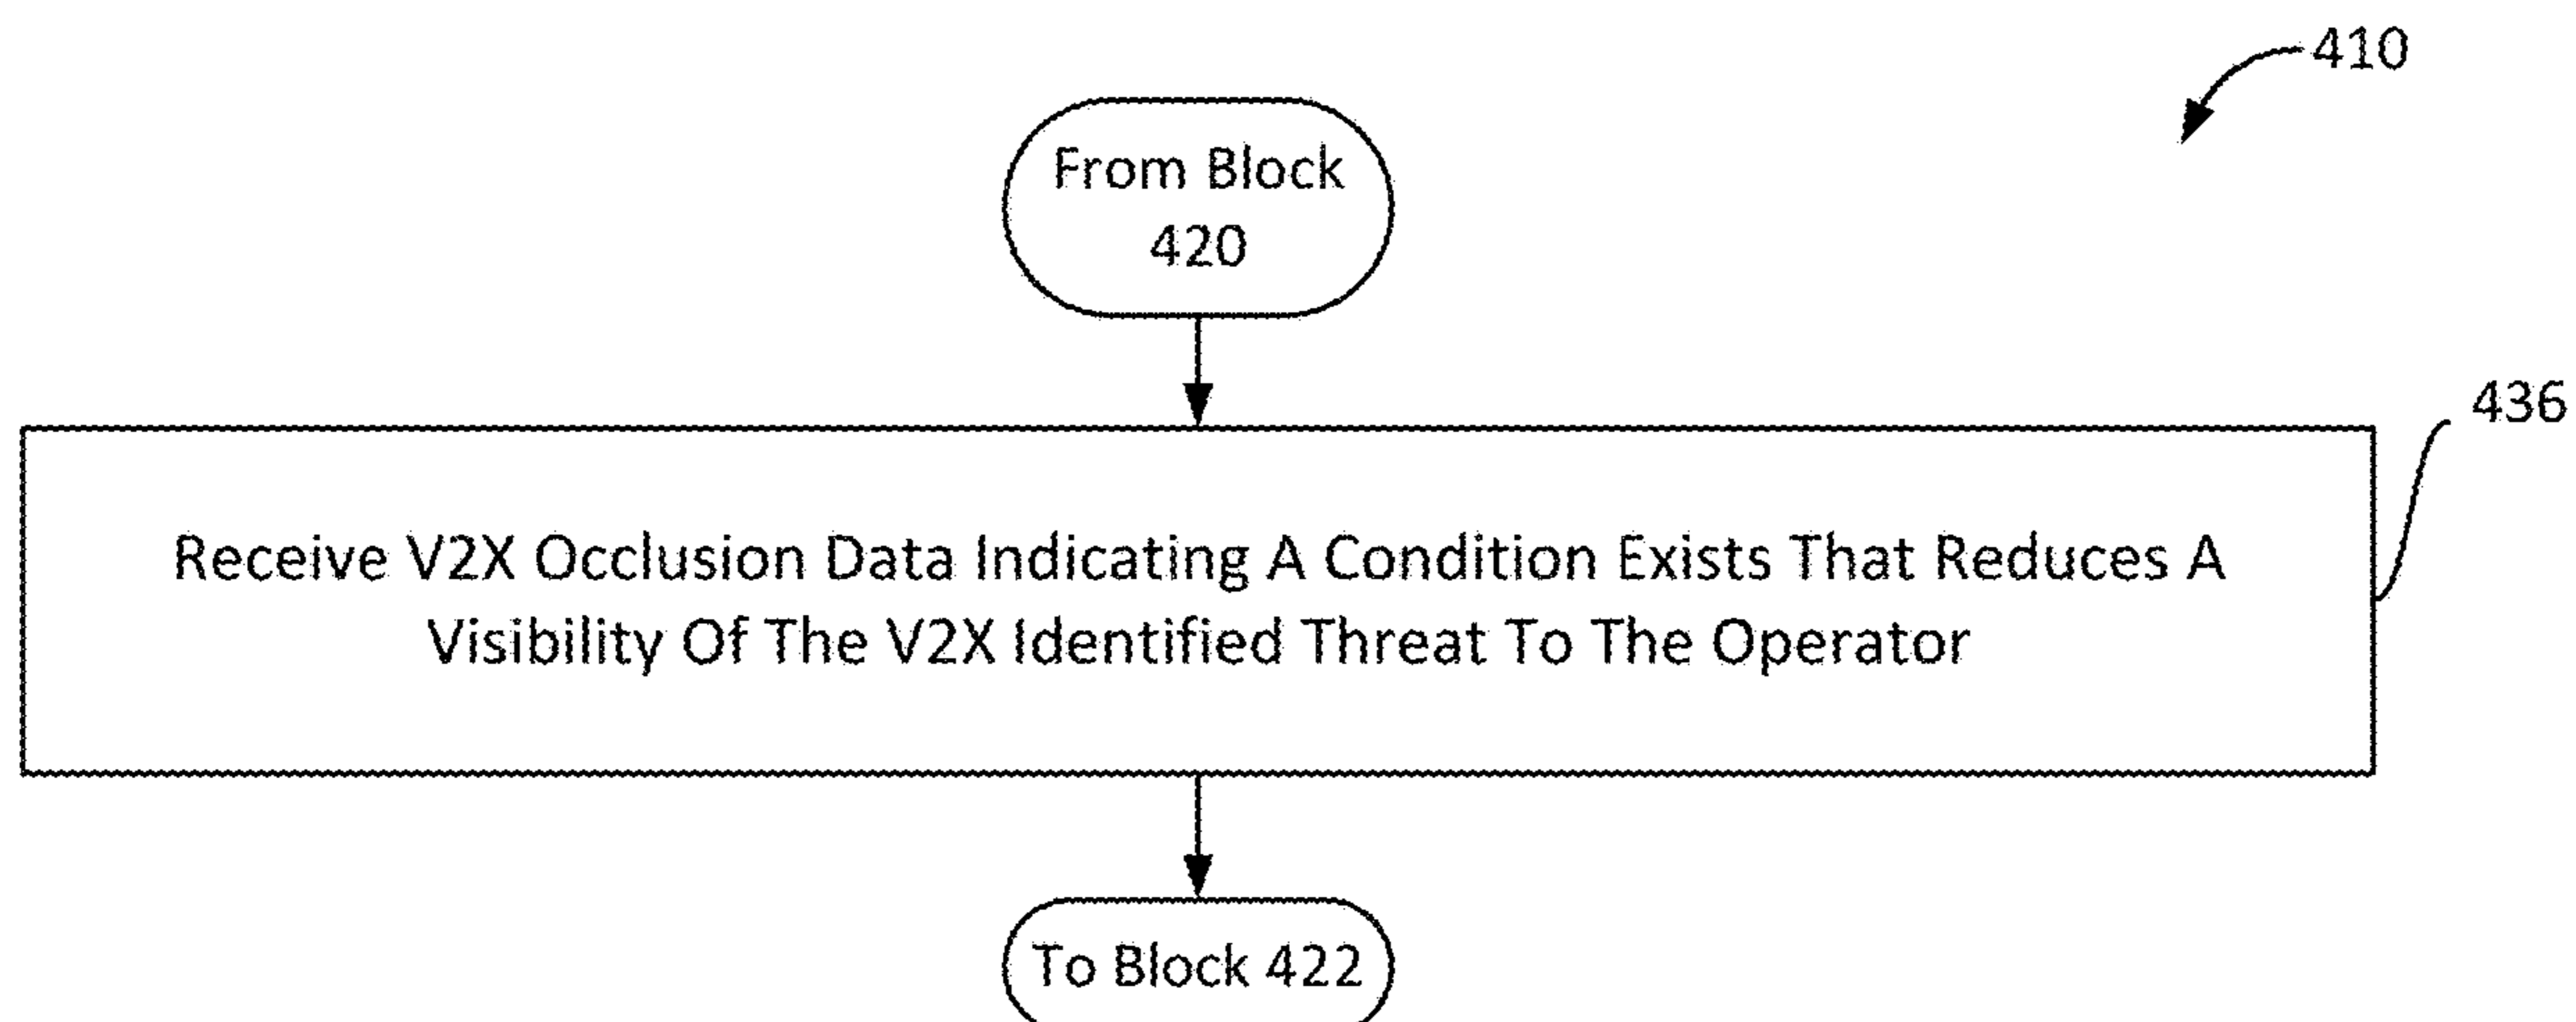 410
From Block
420
436
Receive V2X Occlusion Data Indicating A Condition Exists That Reduces A
Visibility Of The V2X Identified Threat To The Operator
To Block 422